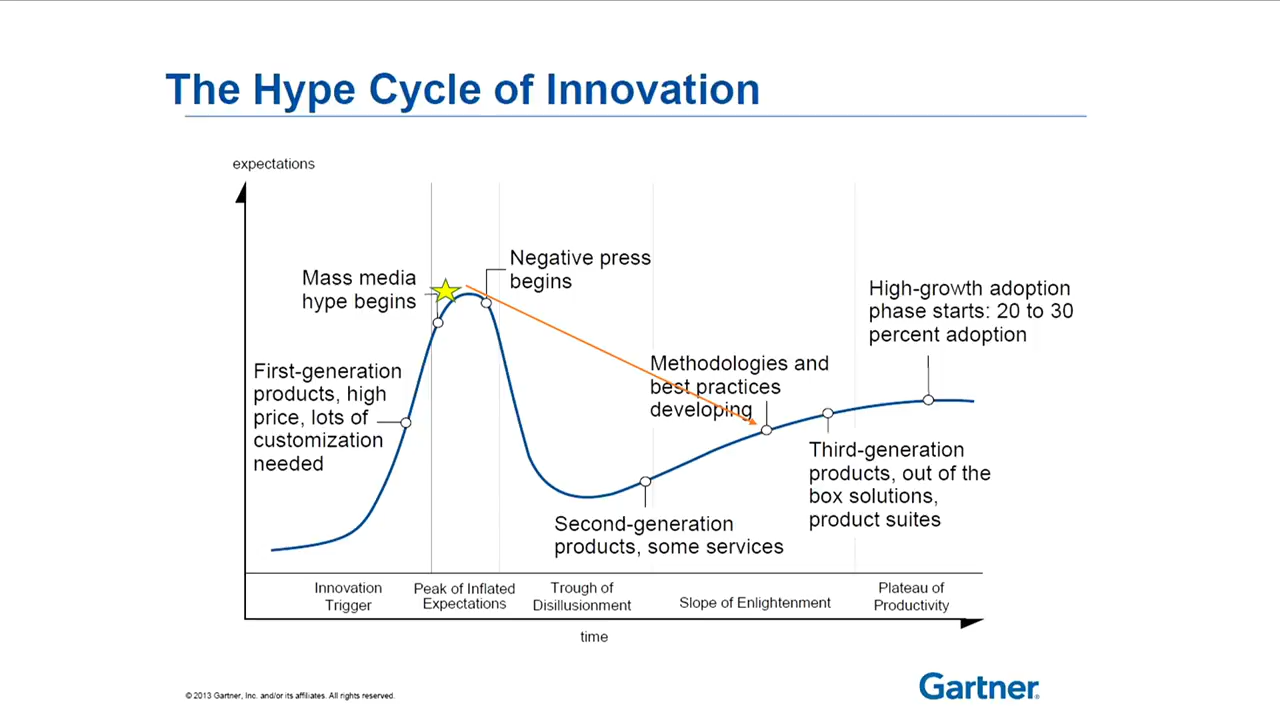 The Hype Cycle of Innovation
expectations
Negative press
begins
Mass media
hype begins
High-growth adoption
phase starts: 20 to 30
percent adoption
Methodologies and
best practices
developing
First-generation
products, high
price, lots of
customization
needed
Third-generation
products, out of the
box solutions,
product suites
Second-generation
products, some services
Innovation
Trigger
Peak of Inflated
Expectations
Trough of
Disillusionment
Slope of Enlightenment
Plateau of
Productivity
time
© 2013 Gartner, Inc. and/or its affiliates. All rights reserved.
Gartner.